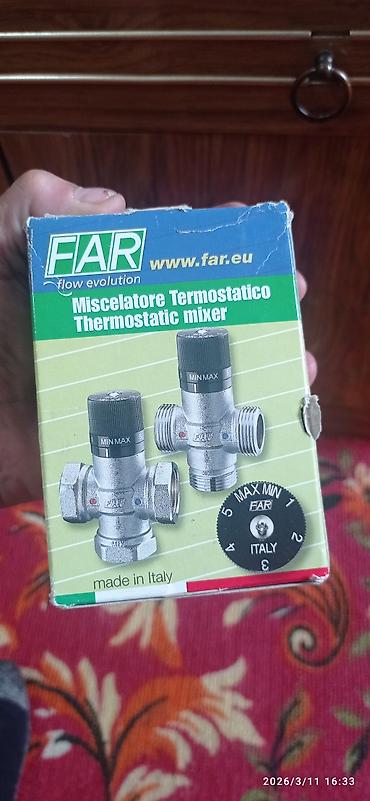 FAR
flow evolution
www.far.eu
Miscelatore Termostatico
Thermostatic mixer
MIN MAX
MIN MAX
FAR
FAR
MAX MIN
1
2
3
4
5
FAR
ITALY
made in Italy
2026/3/11 16:33